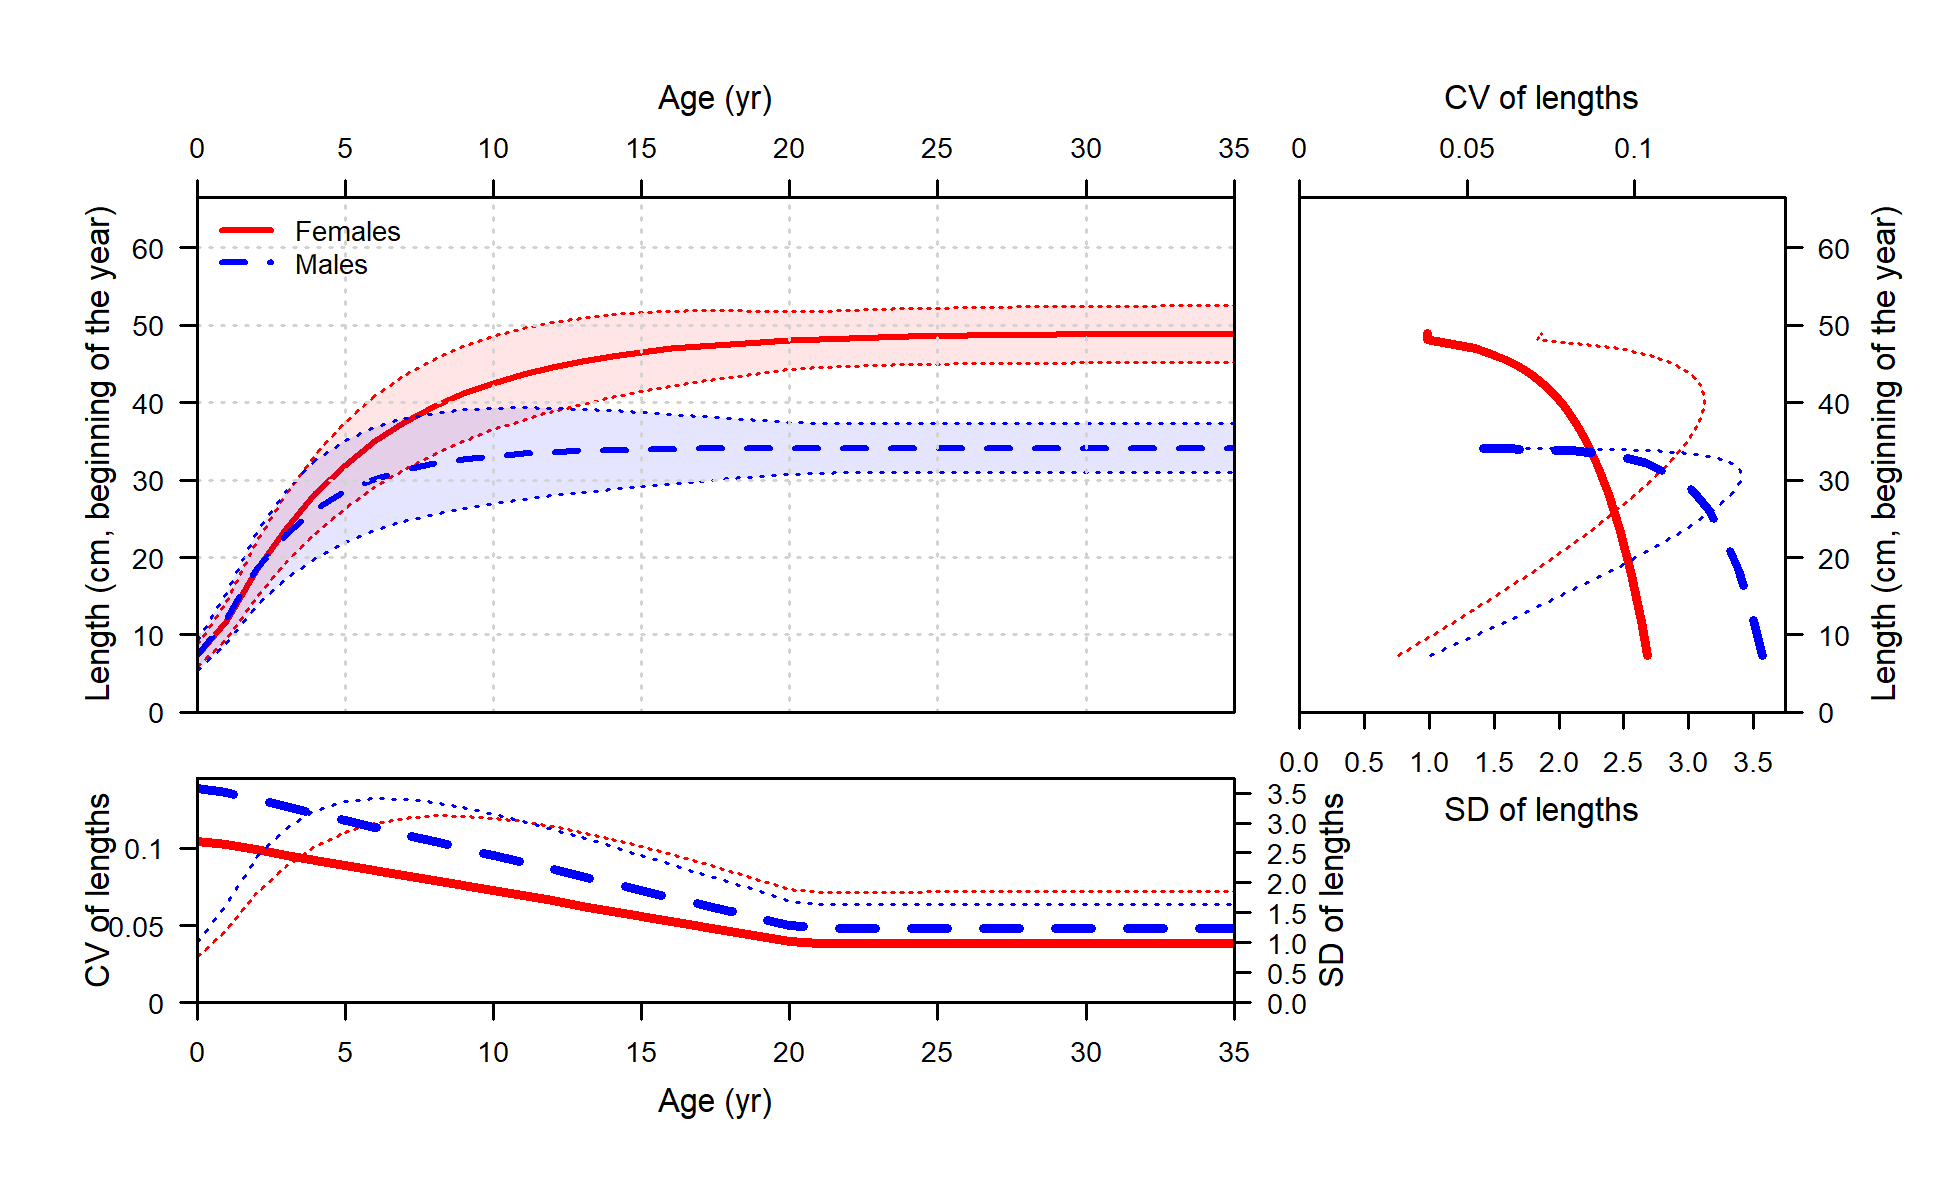 Age (yr)
0 5 10 15 20 25 30 35
CV of lengths
0 0.05 0.1
Length (cm, beginning of the year)
60
50
40
30
20
10
0
Females
Males
60
50
40
30
20
10
0
Length (cm, beginning of the year)
0.0 0.5 1.0 1.5 2.0 2.5 3.0 3.5
SD of lengths
CV of lengths
0.1
0.05
0
3.5
3.0
2.5
2.0
1.5
1.0
0.5
0.0
SD of lengths
0 5 10 15 20 25 30 35
Age (yr)